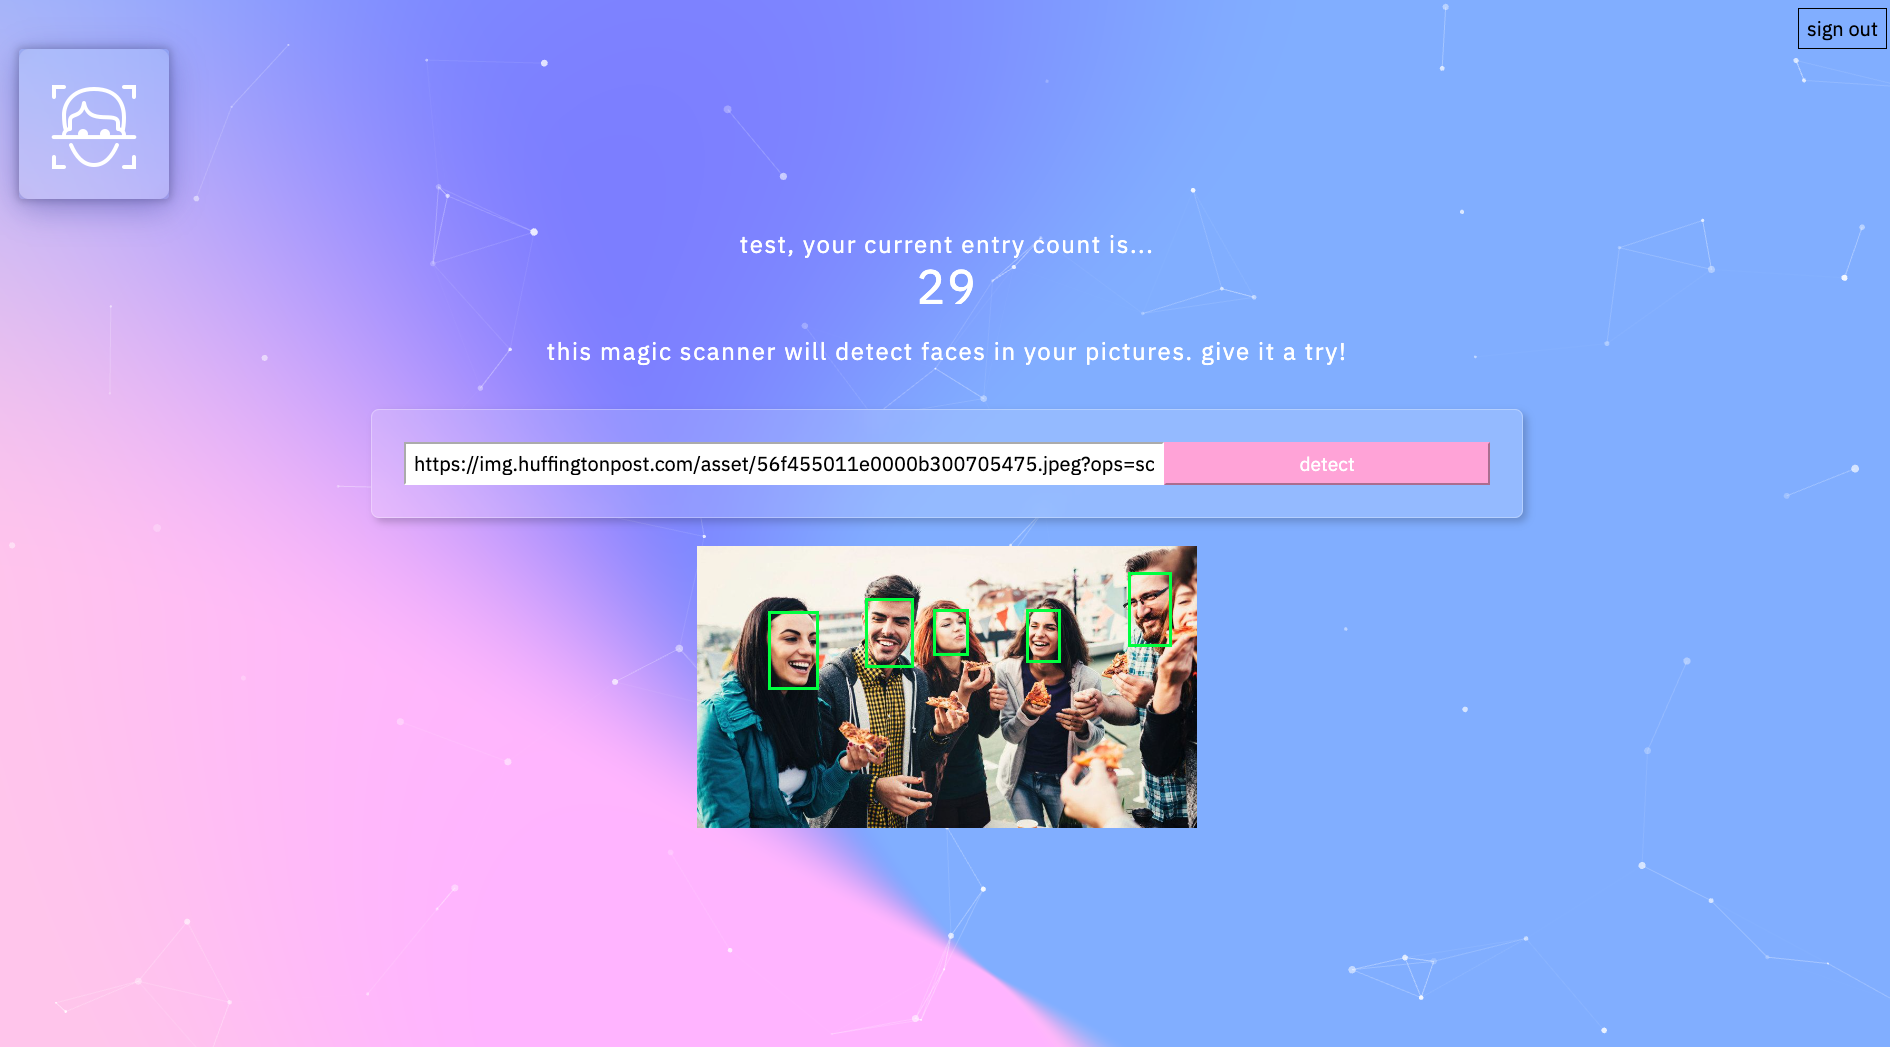 sign out
test, your current entry count is...
29
this magic scanner will detect faces in your pictures. give it a try!
https://img.huffingtonpost.com/asset/56f455011e0000b300705475.jpeg?ops=sc
detect